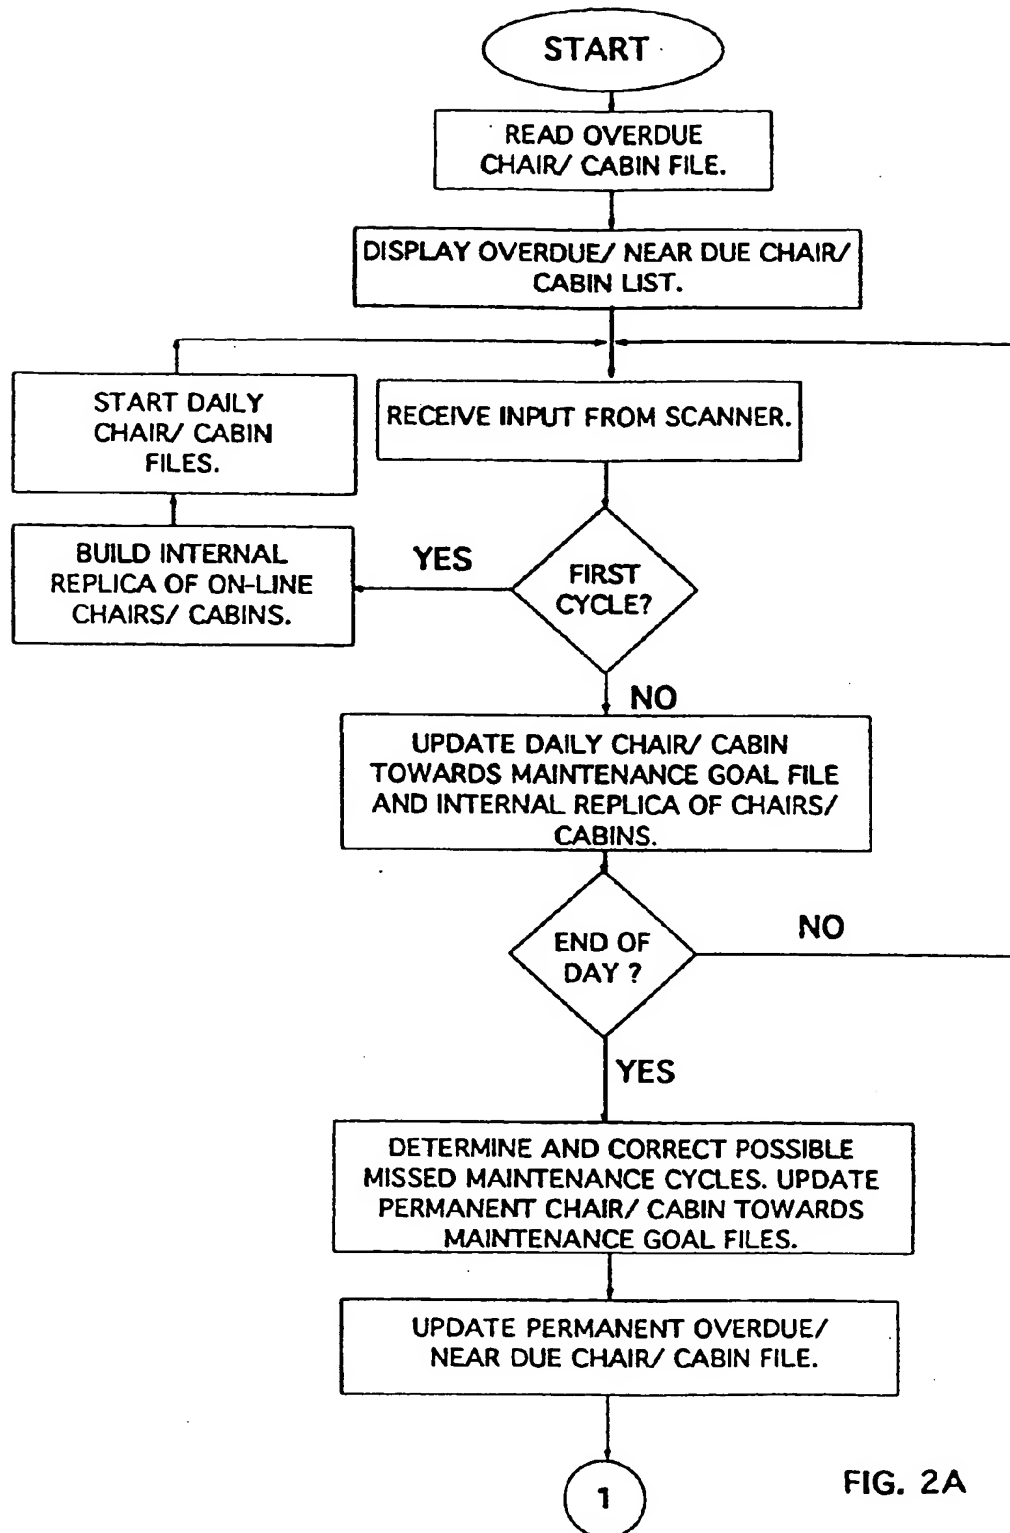 START
READ OVERDUE
CHAIR/ CABIN FILE.
DISPLAY OVERDUE/ NEAR DUE CHAIR/
CABIN LIST.
START DAILY
CHAIR/ CABIN
FILES.
RECEIVE INPUT FROM SCANNER.
BUILD INTERNAL
REPLICA OF ON-LINE
CHAIRS/ CABINS.
YES
FIRST
CYCLE?
NO
UPDATE DAILY CHAIR/ CABIN
TOWARDS MAINTENANCE GOAL FILE
AND INTERNAL REPLICA OF CHAIRS/
CABINS.
END OF
DAY ?
NO
YES
DETERMINE AND CORRECT POSSIBLE
MISSED MAINTENANCE CYCLES. UPDATE
PERMANENT CHAIR/ CABIN TOWARDS
MAINTENANCE GOAL FILES.
UPDATE PERMANENT OVERDUE/
NEAR DUE CHAIR/ CABIN FILE.
1
FIG. 2A